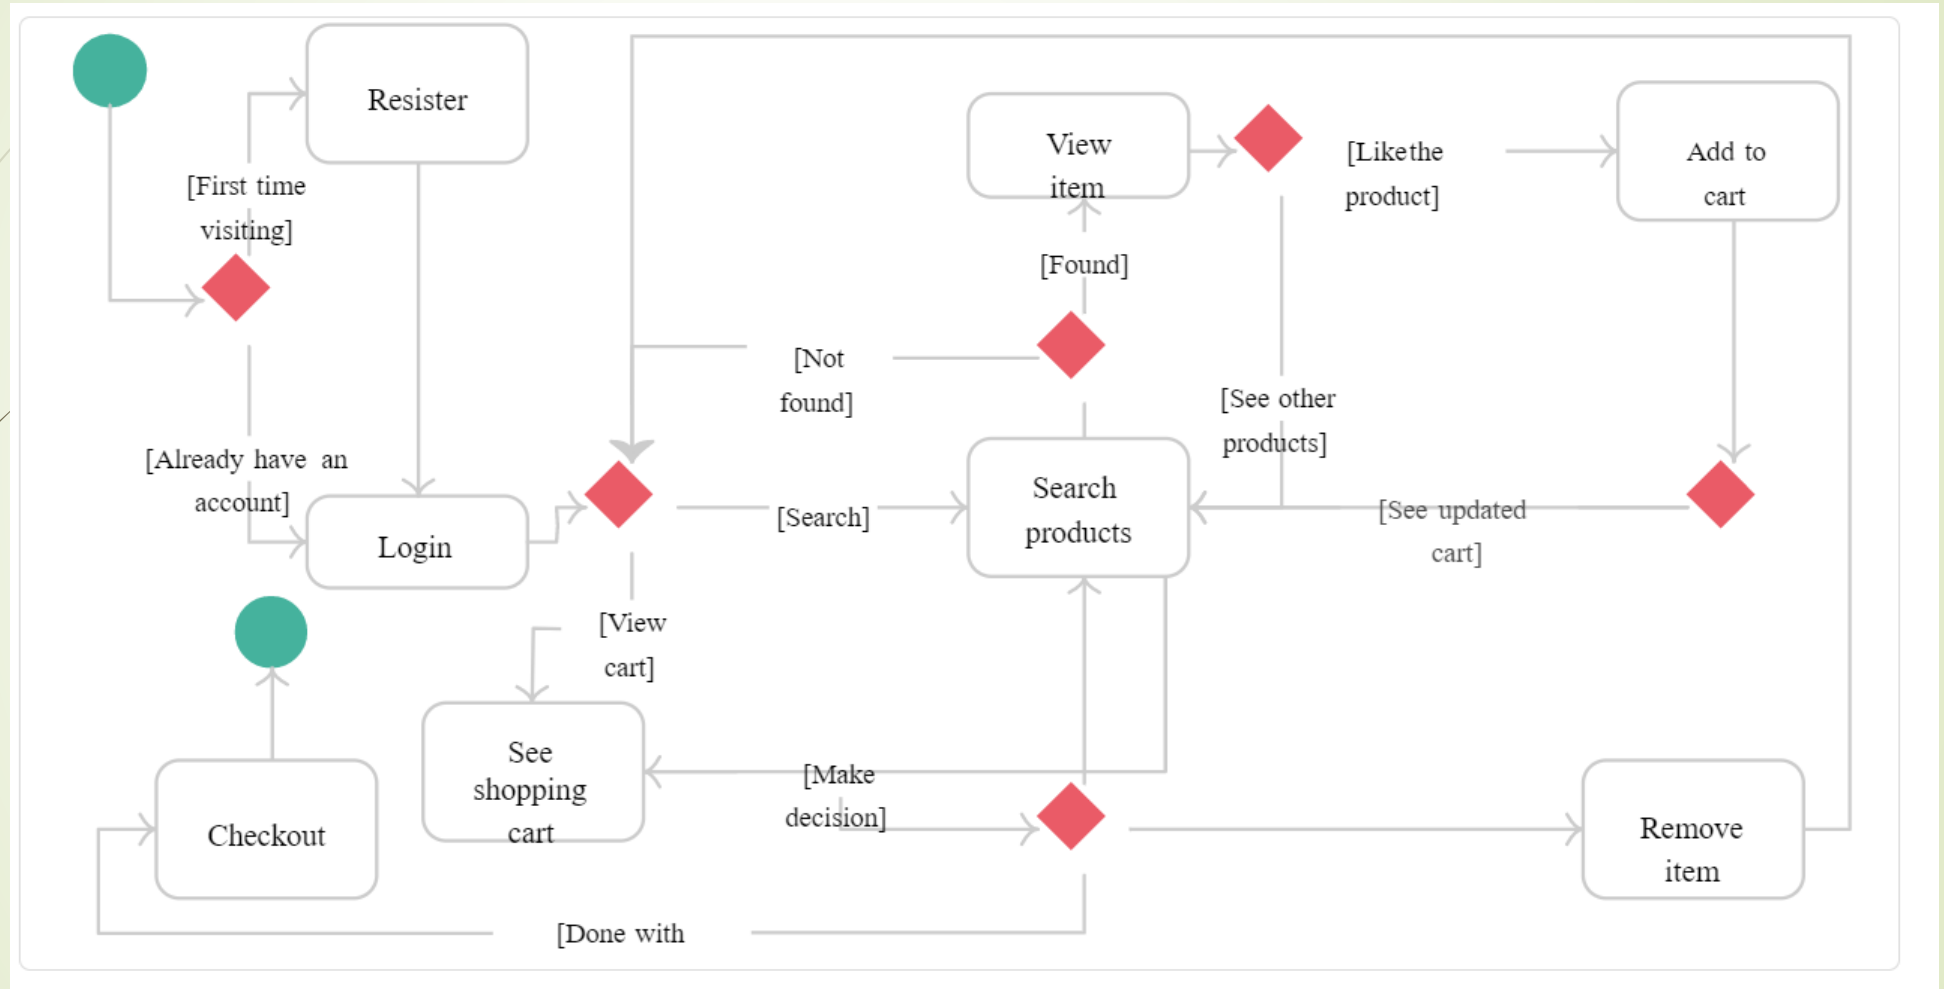 Resister
[First time
visiting]
[Already have an
account]
Login
View
item
[Like the
product]
Add to
cart
[Found]
[Not
found]
[See other
products]
[Search]
Search
products
[See updated
cart]
[View
cart]
See
shopping
cart
[Make
decision]
Checkout
Remove
item
[Done with